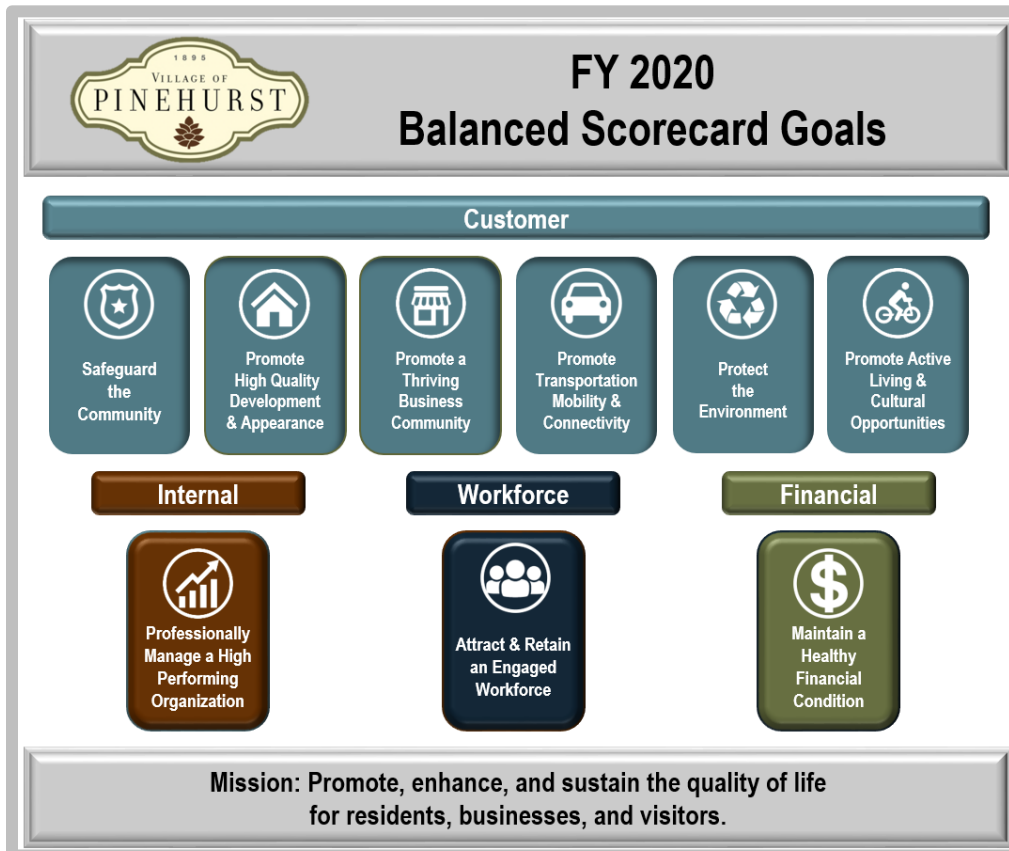 1895
VILLAGE OF
PINEHURST
FY 2020
Balanced Scorecard Goals
Customer
Safeguard
the
Community
Promote
High Quality
Development
& Appearance
Promote a
Thriving
Business
Community
Promote
Transportation
Mobility &
Connectivity
Protect
the
Environment
Promote Active
Living &
Cultural
Opportunities
Internal
Workforce
Financial
Professionally
Manage a High
Performing
Organization
Attract & Retain
an Engaged
Workforce
$
Maintain a
Healthy
Financial
Condition
Mission: Promote, enhance, and sustain the quality of life
for residents, businesses, and visitors.